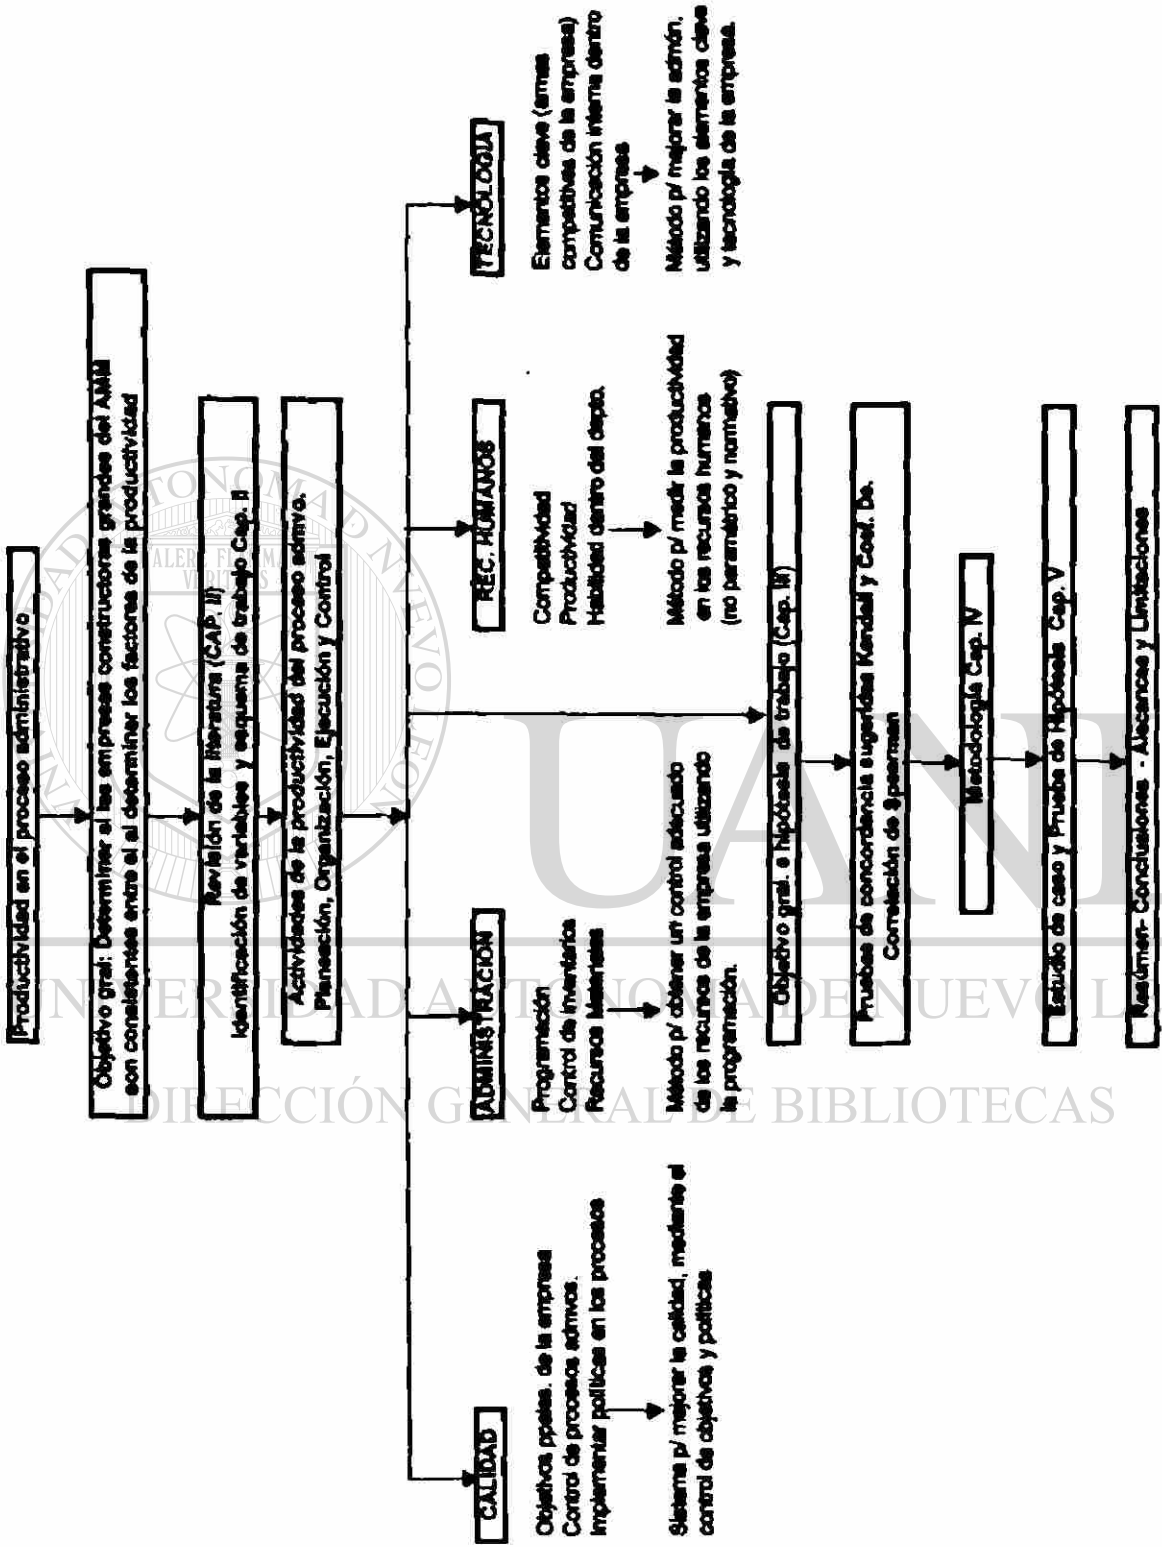 Productividad en el proceso administrativo
Objetivo gral: Determinar si las empresas constructoras grandes del AMM
son consistentes entre si al determinar los factores de la productividad
Revisión de la literatura (CAP. II)
Identificación de variables y esquema de trabajo Cap. II
Actividades de la productividad del proceso admivo.
Planeación, Organización, Ejecución y Control
CALIDAD
Objetivos ppales. de la empresa
Control de procesos admivos.
Implementar políticas en los procesos
Sistema p/ mejorar la calidad, mediante el
control de objetivos y políticas
ADMINISTRACION
Programación
Control de inventarios
Recursos Materiales
Método p/ obtener un control adecuado
de los recursos de la empresa utilizando
la programación.
REC. HUMANOS
Competitividad
Productividad
Habilidad dentro del depto.
Método p/ medir la productividad
en los recursos humanos
(no paramétrico y normativo)
TECNOLOGIA
Elementos clave (armas
competitivas de la empresa)
Comunicación interna dentro
de la empresa
Método p/ mejorar la admón.
utilizando los elementos clave
y tecnología de la empresa.
Objetivo gral. e hipótesis de trabajo (Cap. III)
Pruebas de concordancia sugeridas Kendall y Coef. De.
Correlación de Spearman
Metodología Cap. IV
Estudio de caso y Prueba de Hipótesis Cap. V
Resumen- Conclusiones - Alcances y Limitaciones
UANL
UNIVERSIDAD AUTÓNOMA DE NUEVO L
DIRECCIÓN GENERAL DE BIBLIOTECAS